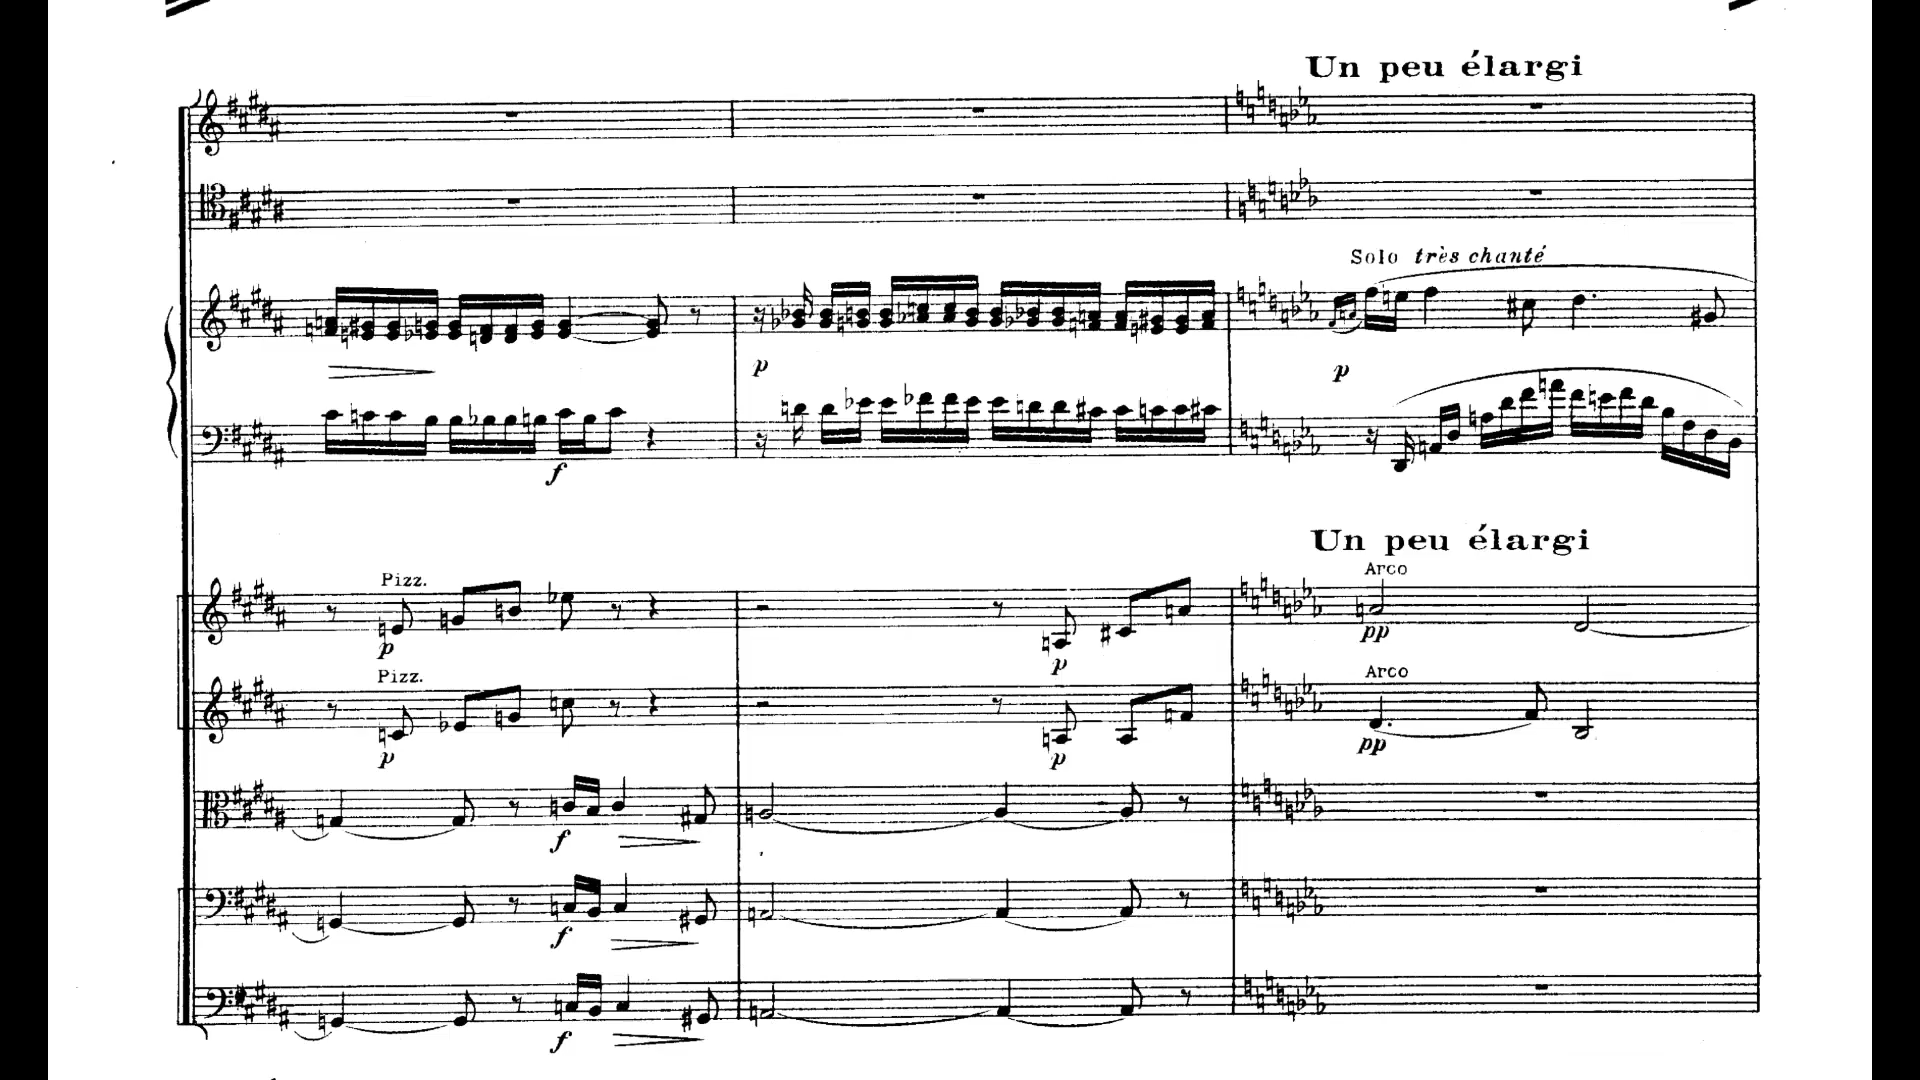 Un peu élargi
Solo très chanté
p
p
f
Un peu élargi
Pizz.
Arco
p
p
pp
Pizz.
Arco
p
p
pp
f
f
f